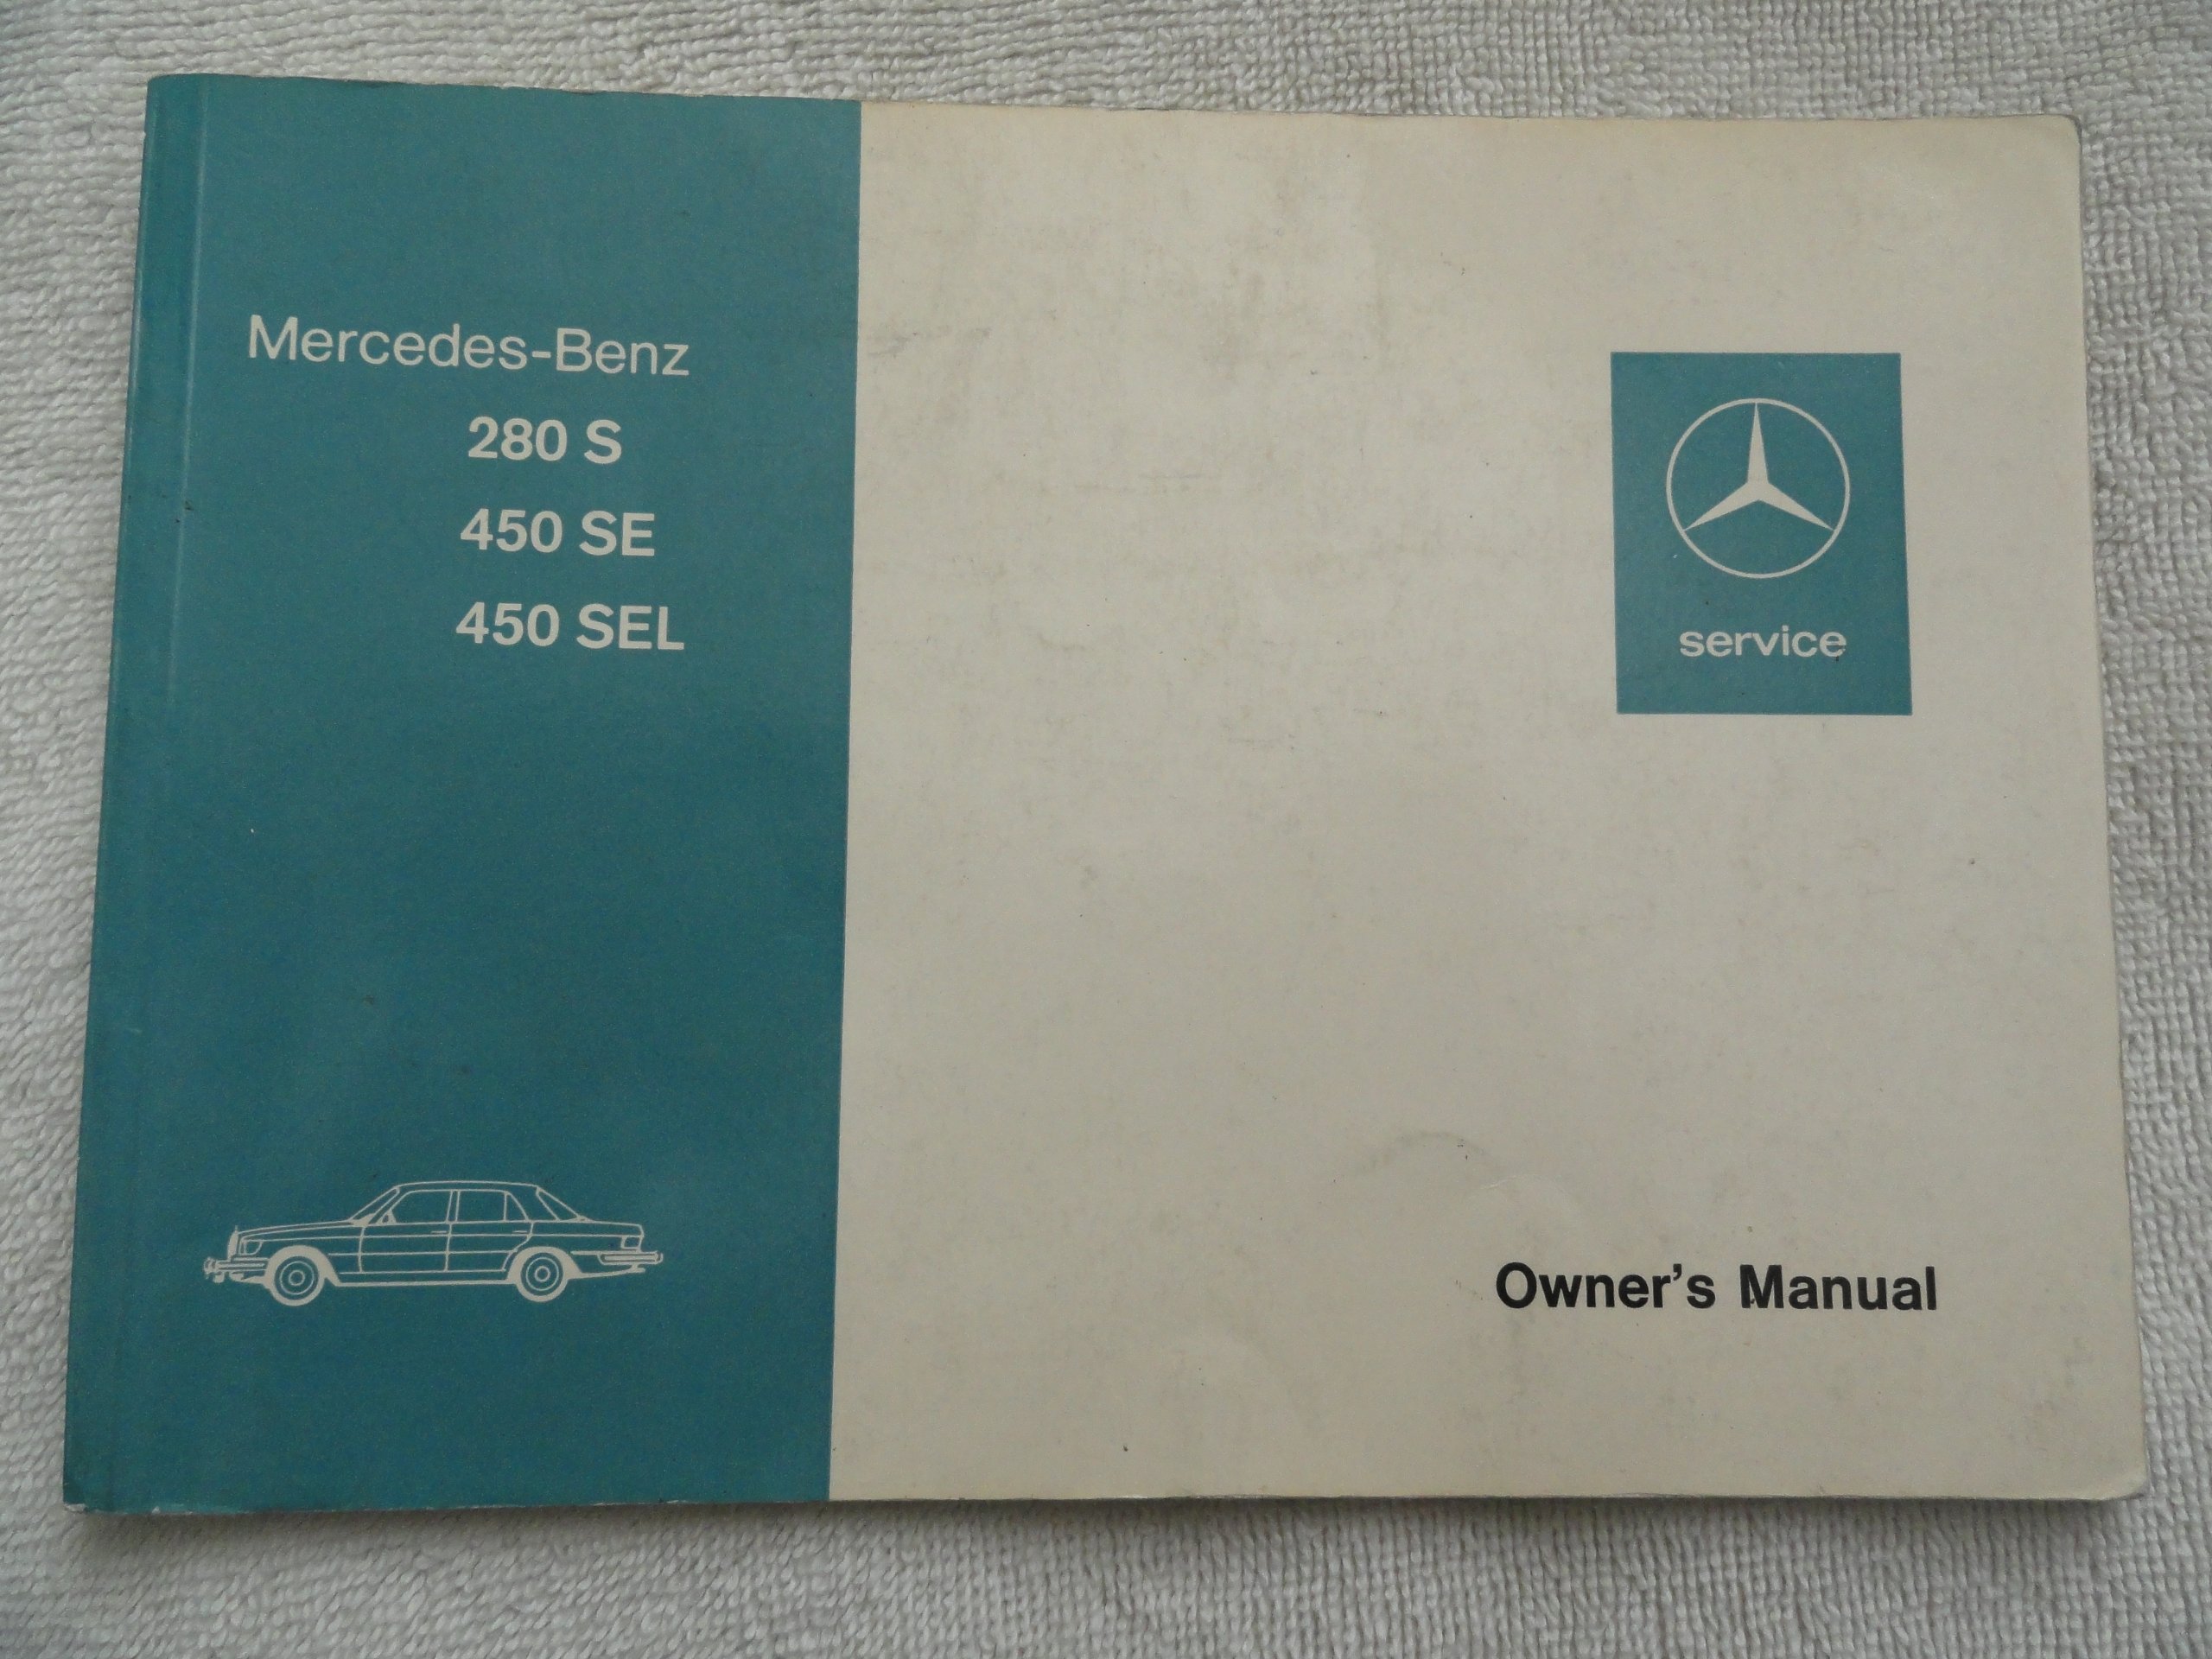 Mercedes-Benz
280 S
450 SE
450 SEL
service
Owner's Manual